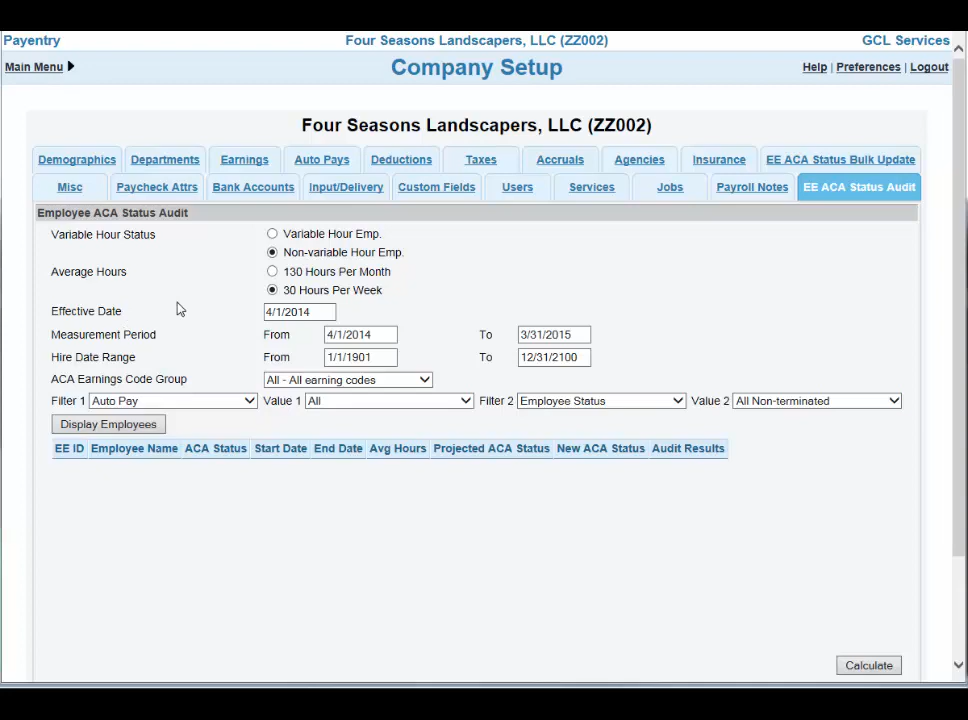 Payentry Four Seasons Landscapers, LLC (ZZ002) GCL Services
Main Menu Company Setup Help | Preferences | Logout
Four Seasons Landscapers, LLC (ZZ002)
Demographics Departments Earnings Auto Pays Deductions Taxes Accruals Agencies Insurance EE ACA Status Bulk Update
Misc Paycheck Attrs Bank Accounts Input/Delivery Custom Fields Users Services Jobs Payroll Notes EE ACA Status Audit
Employee ACA Status Audit
Variable Hour Status Variable Hour Emp.
Non-variable Hour Emp.
Average Hours 130 Hours Per Month
30 Hours Per Week
Effective Date 4/1/2014
Measurement Period From 4/1/2014 To 3/31/2015
Hire Date Range From 1/1/1901 To 12/31/2100
ACA Earnings Code Group All - All earning codes
Filter 1 Auto Pay Value 1 All Filter 2 Employee Status Value 2 All Non-terminated
Display Employees
EE ID Employee Name ACA Status Start Date End Date Avg Hours Projected ACA Status New ACA Status Audit Results
Calculate